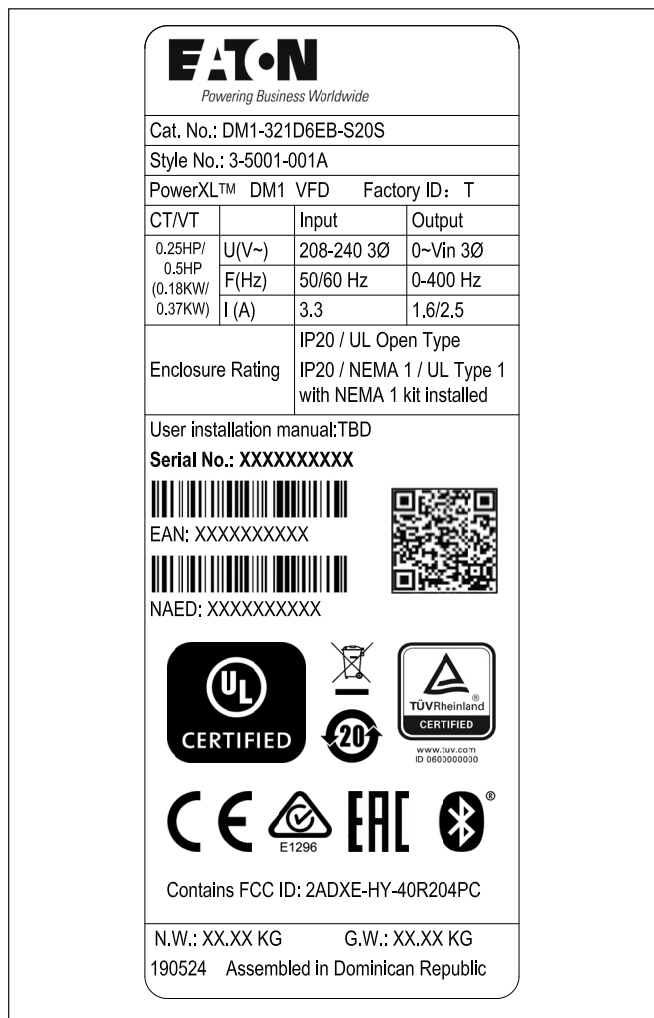 EATON
Powering Business Worldwide
Cat. No.: DM1-321D6EB-S20S
Style No.: 3-5001-001A
PowerXL™ DM1 VFD Factory ID: T
CT/VT Input Output
0.25HP/
0.5HP
(0.18KW/
0.37KW)
U(V~) 208-240 3Ø 0~Vin 3Ø
F(Hz) 50/60 Hz 0-400 Hz
I (A) 3.3 1.6/2.5
Enclosure Rating
IP20 / UL Open Type
IP20 / NEMA 1 / UL Type 1
with NEMA 1 kit installed
User installation manual:TBD
Serial No.: XXXXXXXXXX
EAN: XXXXXXXXXX
NAED: XXXXXXXXXX
UL
CERTIFIED
20
®
TÜVRheinland
CERTIFIED
www.tuv.com
ID 0600000000
CE
E1296
EAC
®
Contains FCC ID: 2ADXE-HY-40R204PC
N.W.: XX.XX KG G.W.: XX.XX KG
190524 Assembled in Dominican Republic